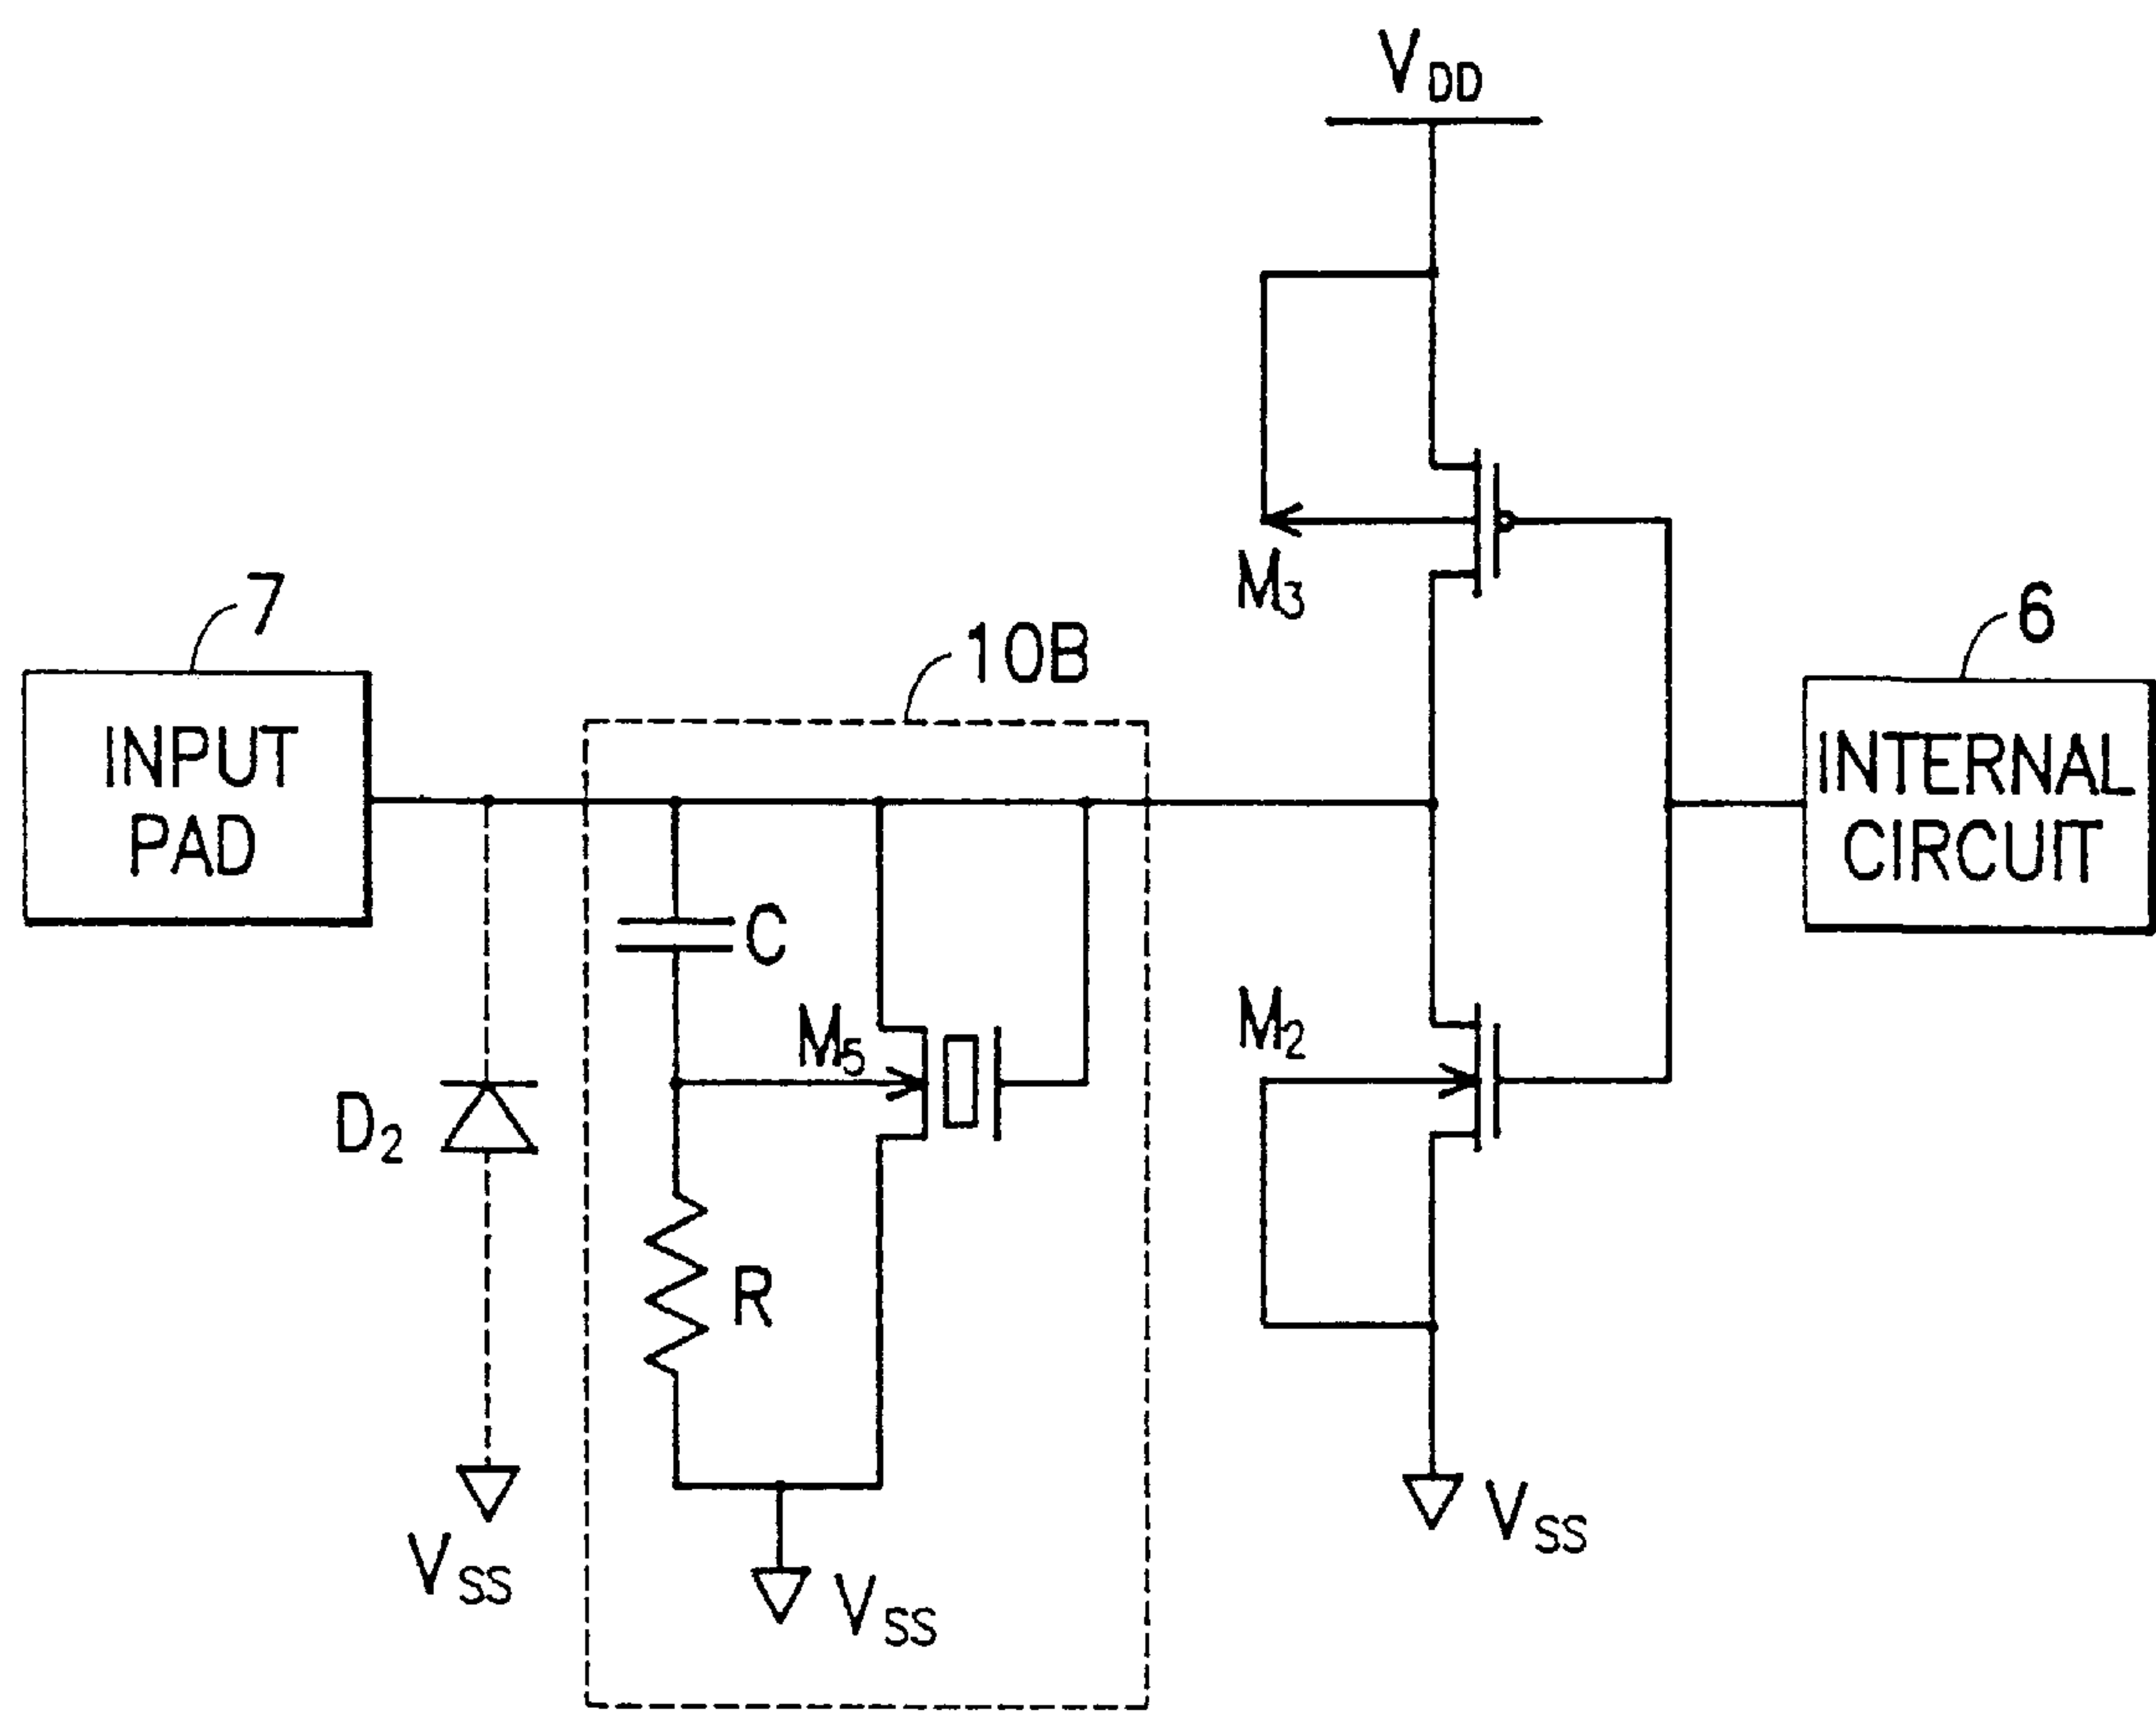 VDD
7
INPUT
PAD
10B
M3
6
INTERNAL
CIRCUIT
C
M5
M2
D2
R
VSS
VSS
VSS